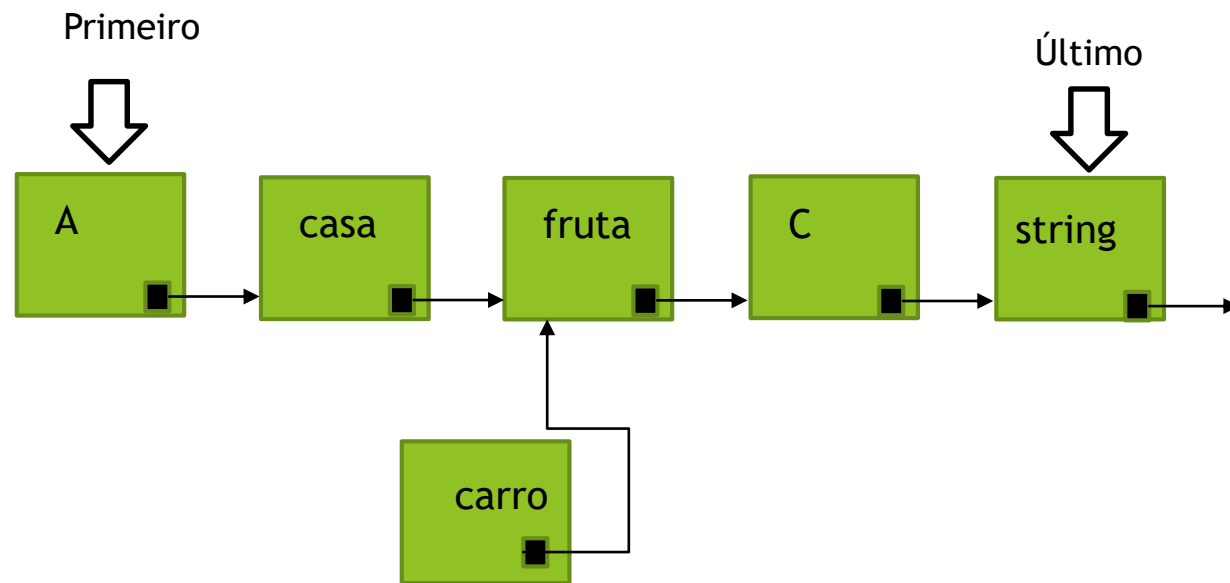 Primeiro
Último
A
casa
fruta
C
string
carro